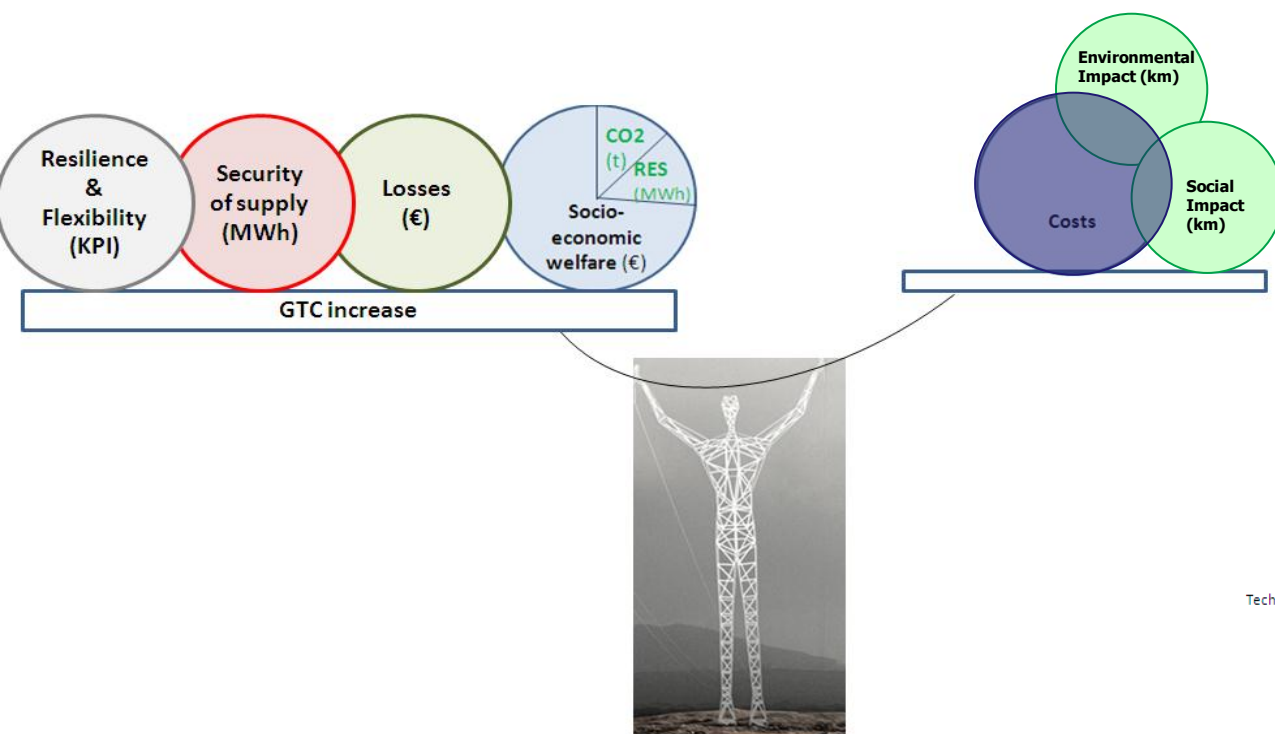 Resilience
&
Flexibility
(KPI)
Security
of supply
(MWh)
Losses
(€)
CO2
(t)
RES
(MWh)
Socio-
economic
welfare (€)
GTC increase
Environmental
Impact (km)
Costs
Social
Impact
(km)
Tech